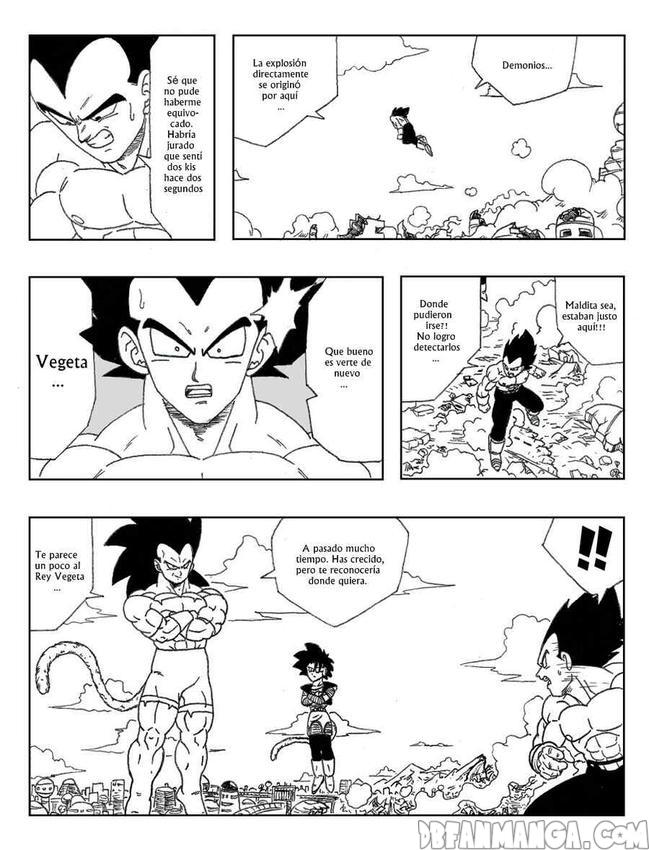 Demonios...
La explosión
directamente
se originó
por aquí
...
Sé que
no pude
haberme
equivo-
cado.
Habría
jurado
que sentí
dos kis
hace dos
segundos
Maldita sea,
estaban justo
aquí!!!
Donde
pudieron
irse?!
No logro
detectarlos
...
Que bueno
es verte de
nuevo
...
Vegeta
...
!!
A pasado mucho
tiempo. Has crecido,
pero te reconocería
donde quiera.
Te parece
un poco al
Rey Vegeta
...
DBFANMANGA.COM